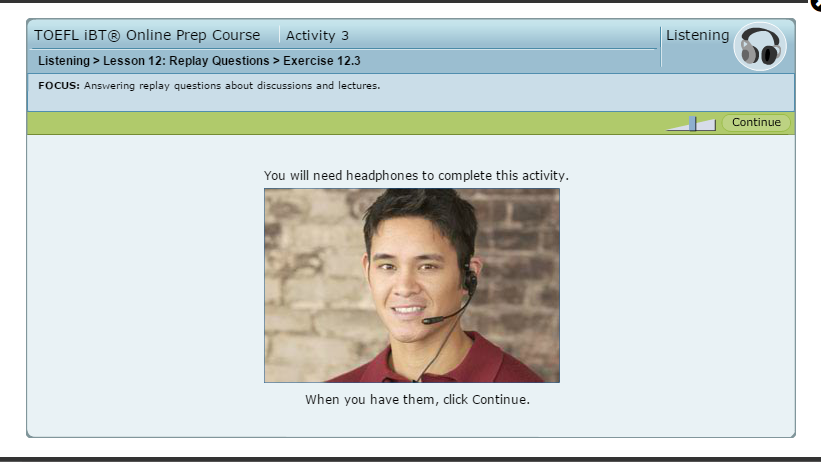 TOEFL iBT® Online Prep Course Activity 3 Listening
Listening > Lesson 12: Replay Questions > Exercise 12.3
FOCUS: Answering replay questions about discussions and lectures.
Continue
You will need headphones to complete this activity.
When you have them, click Continue.